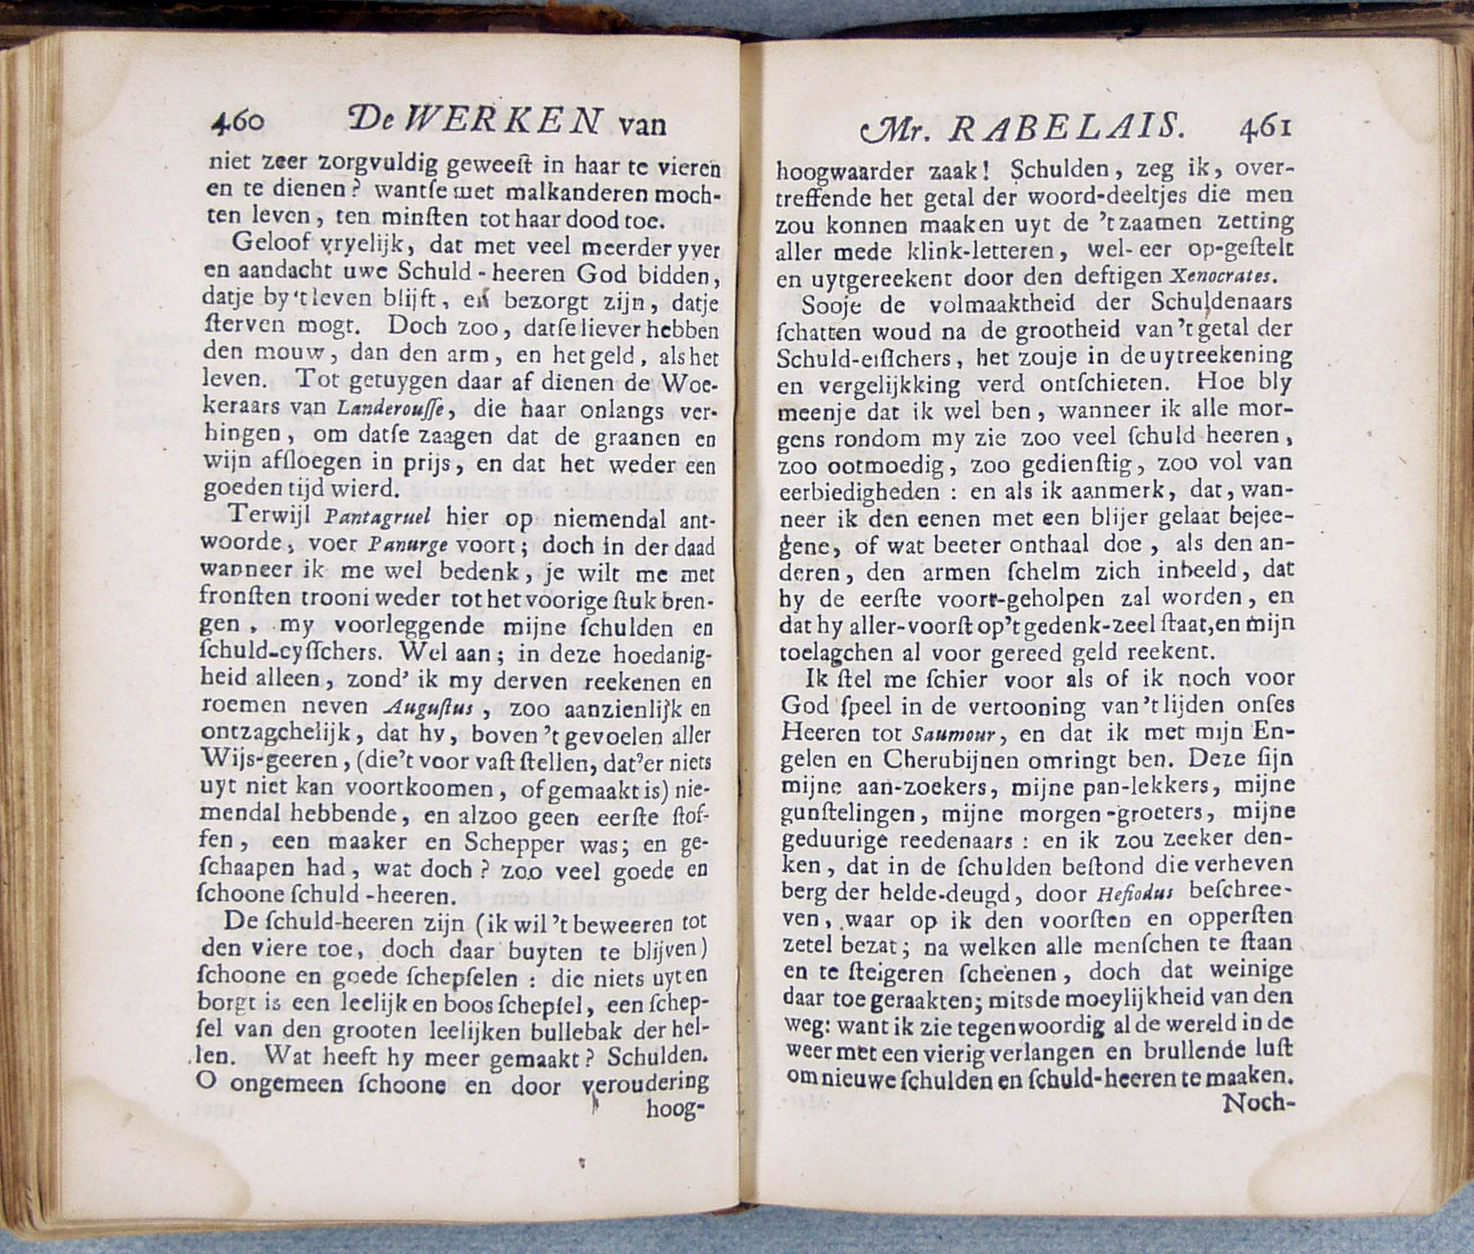 460 De WERKEN van
niet zeer zorgvuldig geweeſt in haar te vieren
en te dienen? wantſe met malkanderen moch-
ten leven, ten minſten tot haar dood toe.
Geloof vryelijk, dat met veel meerder yver
en aandacht uwe Schuld-heeren God bidden,
datje by 't leven blijft, en bezorgt zijn, datje
ſterven mogt. Doch zoo, datſe liever hebben
den mouw, dan den arm, en het geld, als het
leven. Tot getuygen daar af dienen de Woe-
keraars van Landerouſſe, die haar onlangs ver-
hingen, om datſe zaagen dat de graanen en
wijn afſloegen in prijs, en dat het weder een
goeden tijd wierd.
Terwijl Pantagruel hier op niemendal ant-
woorde, voer Panurge voort; doch in der daad
wanneer ik me wel bedenk, je wilt me met
fronſten trooni weder tot het voorige ſtuk bren-
gen, my voorleggende mijne ſchulden en
ſchuld-eyſſchers. Wel aan; in deze hoedanig-
heid alleen, zond' ik my derven reekenen en
roemen neven Auguſtus, zoo aanzienlijk en
ontzagchelijk, dat hy, boven 't gevoelen aller
Wijs-geeren, (die't voor vaſt ſtellen, dat'er niets
uyt niet kan voortkoomen, of gemaakt is) nie-
mendal hebbende, en alzoo geen eerſte ſtof-
fen, een maaker en Schepper was; en ge-
ſchaapen had, wat doch? zoo veel goede en
ſchoone ſchuld-heeren.
De ſchuld-heeren zijn (ik wil 't beweeren tot
den viere toe, doch daar buyten te blijven)
ſchoone en goede ſchepſelen: die niets uyt en
borgt is een leelijk en boos ſchepſel, een ſchep-
ſel van den grooten leelijken bullebak der hel-
len. Wat heeft hy meer gemaakt? Schulden.
O ongemeen ſchoone en door veroudering
hoog-
Mr. RABELAIS. 461
hoogwaarder zaak! Schulden, zeg ik, over-
treffende het getal der woord-deeltjes die men
zou konnen maaken uyt de 't zaamen zetting
aller mede klink-letteren, wel-eer op-geſtelt
en uytgereekent door den deftigen Xenocrates.
Sooje de volmaaktheid der Schuldenaars
ſchatten woud na de grootheid van 't getal der
Schuld-eiſſchers, het zouje in de uytreekening
en vergelijkking verd ontſchieten. Hoe bly
meenje dat ik wel ben, wanneer ik alle mor-
gens rondom my zie zoo veel ſchuld heeren,
zoo ootmoedig, zoo gedienſtig, zoo vol van
eerbiedigheden: en als ik aanmerk, dat, wan-
neer ik den eenen met een blijer gelaat bejee-
gene, of wat beeter onthaal doe, als den an-
deren, den armen ſchelm zich inbeeld, dat
hy de eerſte voort-geholpen zal worden, en
dat hy aller-voorſt op't gedenk-zeel ſtaat, en mijn
toelagchen al voor gereed geld reekent.
Ik ſtel me ſchier voor als of ik noch voor
God ſpeel in de vertooning van 't lijden onſes
Heeren tot Saumour, en dat ik met mijn En-
gelen en Cherubijnen omringt ben. Deze ſijn
mijne aan-zoekers, mijne pan-lekkers, mijne
gunſtelingen, mijne morgen-groeters, mijne
geduurige reedenaars: en ik zou zeeker den-
ken, dat in de ſchulden beſtond die verheven
berg der helde-deugd, door Heſiodus beſchree-
ven, waar op ik den voorſten en opperſten
zetel bezat; na welken alle menſchen te ſtaan
en te ſteigeren ſcheenen, doch dat weinige
daar toe geraakten; mits de moeylijkheid van den
weg: want ik zie tegenwoordig al de wereld in de
weer met een vierig verlangen en brullende luſt
om nieuwe ſchulden en ſchuld-heeren te maaken.
Noch-